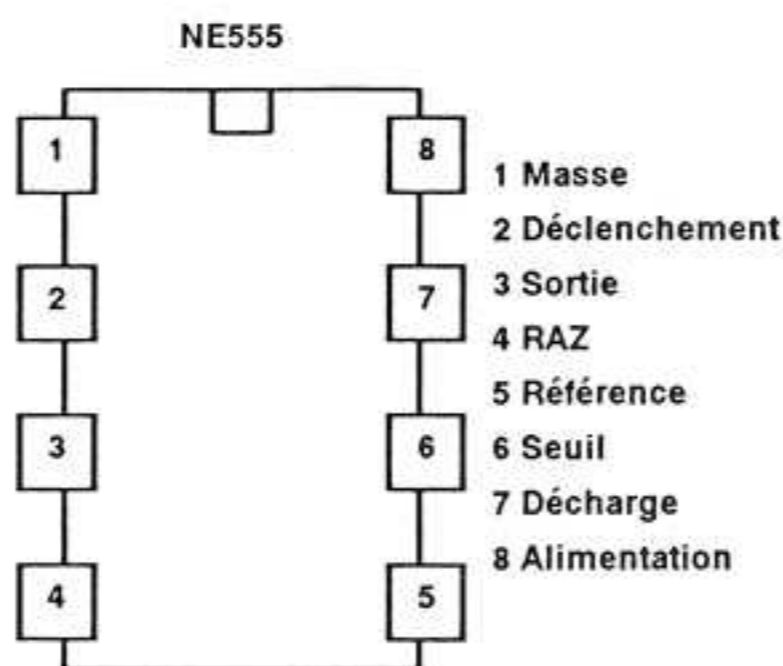 NE555
1
8
2
7
3
6
4
5
1 Masse
2 Déclenchement
3 Sortie
4 RAZ
5 Référence
6 Seuil
7 Décharge
8 Alimentation